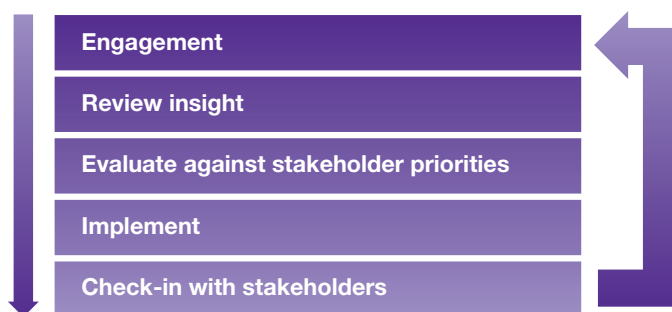 Engagement
Review insight
Evaluate against stakeholder priorities
Implement
Check-in with stakeholders